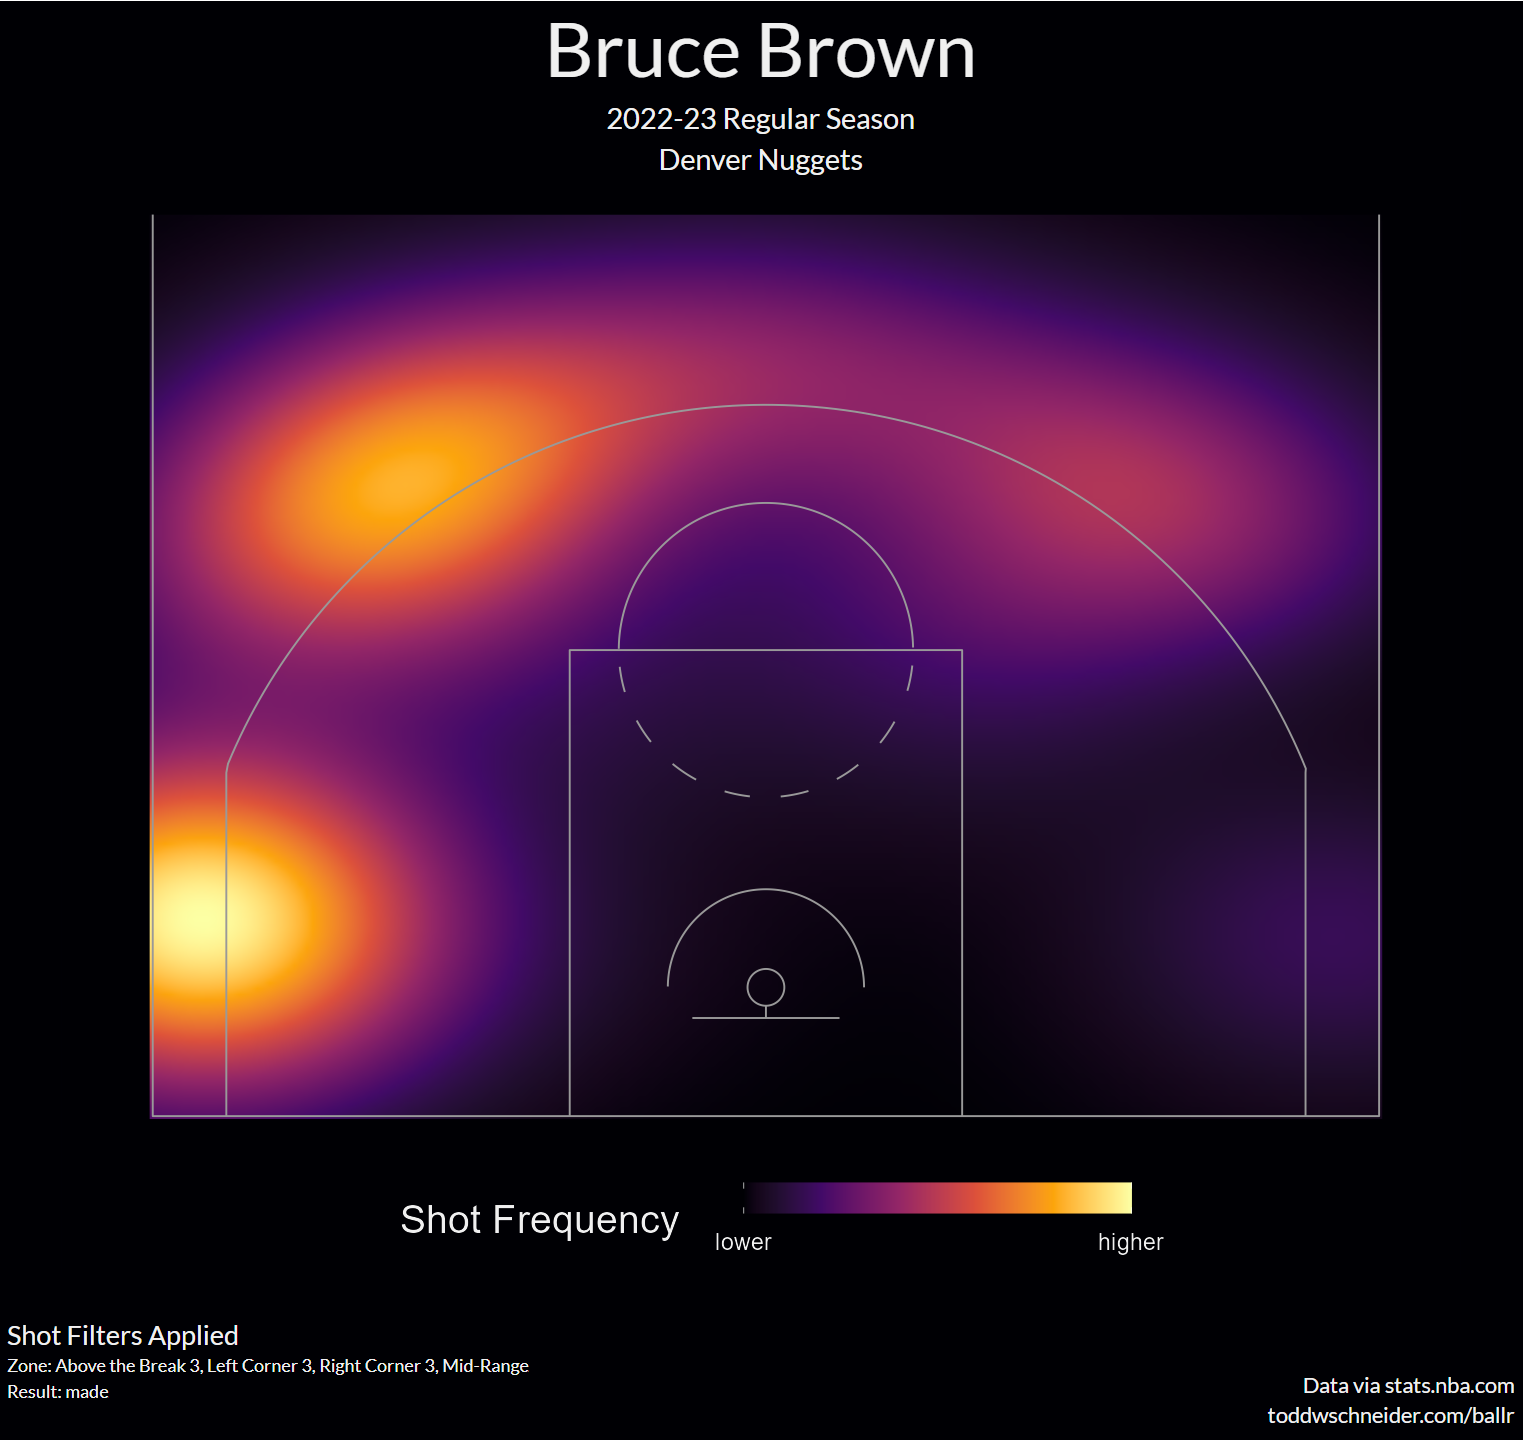 Bruce Brown
2022-23 Regular Season
Denver Nuggets
Shot Frequency
lower higher
Shot Filters Applied
Zone: Above the Break 3, Left Corner 3, Right Corner 3, Mid-Range
Result: made
Data via stats.nba.com
toddwschneider.com/ballr